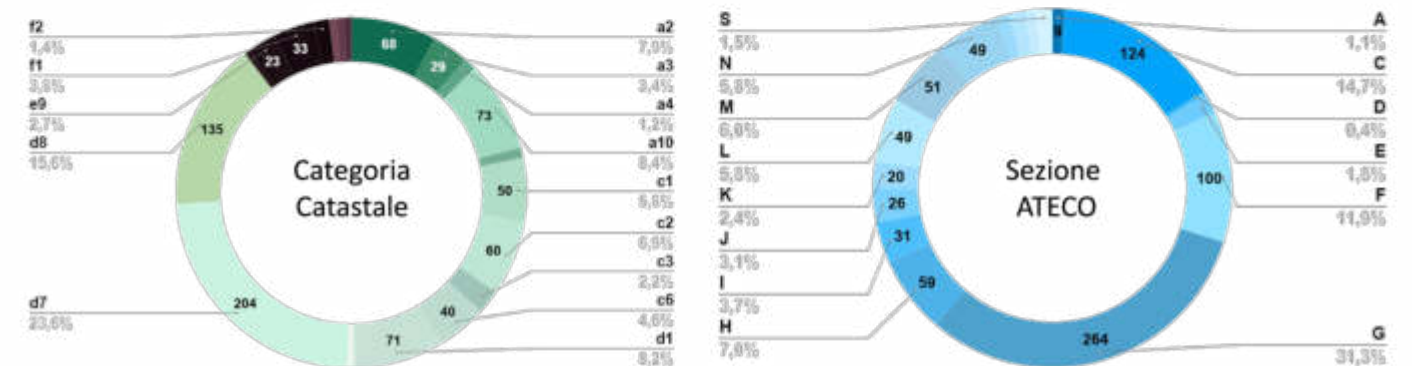 f2
1,4%
f1
3,8%
e9
2,7%
d8
15,6%
d7
23,6%
33
23
135
204
68
29
73
50
60
40
71
Categoria
Catastale
a2
7,9%
a3
3,4%
a4
1,2%
a10
8,4%
c1
5,8%
c2
6,9%
c3
2,2%
c6
4,6%
d1
8,2%
S
1,5%
N
5,8%
M
6,0%
L
5,8%
K
2,4%
J
3,1%
I
3,7%
H
7,0%
49
51
49
20
26
31
59
124
100
264
Sezione
ATECO
A
1,1%
C
14,7%
D
0,4%
E
1,8%
F
11,9%
G
31,3%